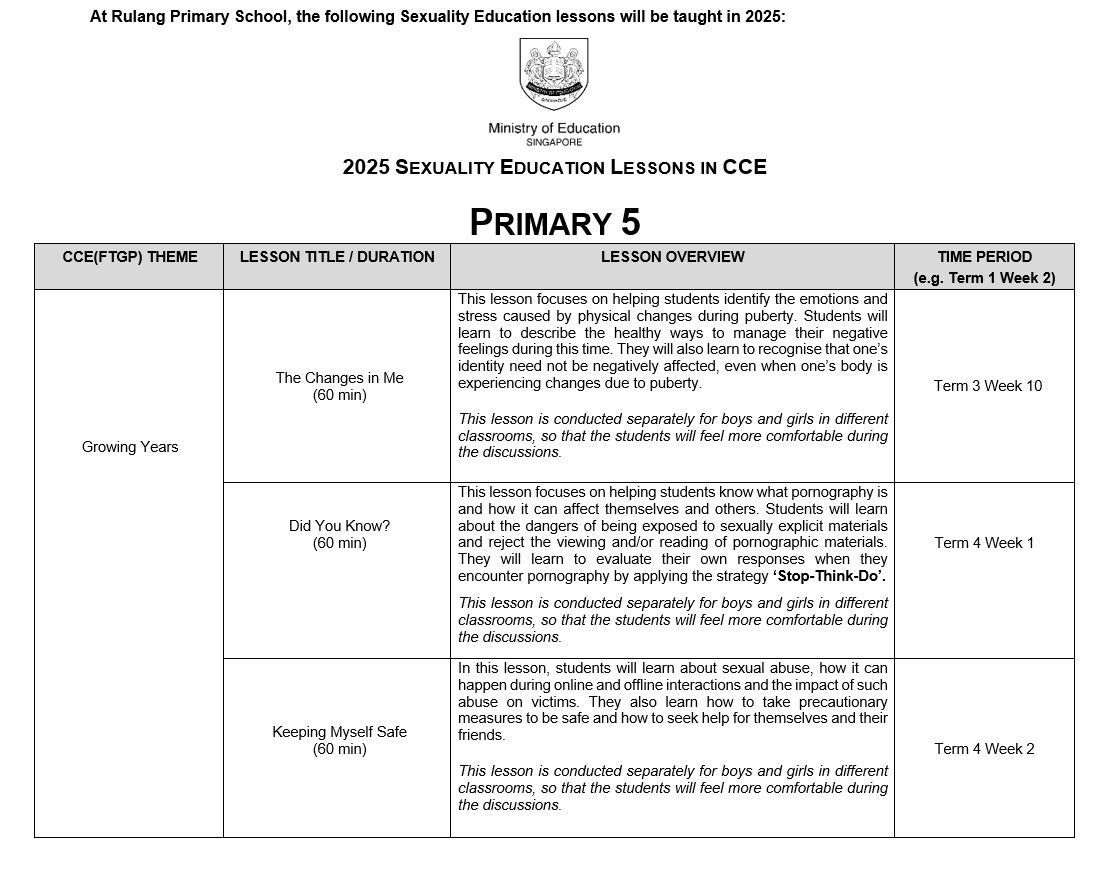 At Rulang Primary School, the following Sexuality Education lessons will be taught in 2025:
Ministry of Education
SINGAPORE
2025 SEXUALITY EDUCATION LESSONS IN CCE
PRIMARY 5
CCE(FTGP) THEME
LESSON TITLE / DURATION
LESSON OVERVIEW
TIME PERIOD
(e.g. Term 1 Week 2)
Growing Years
The Changes in Me
(60 min)
This lesson focuses on helping students identify the emotions and
stress caused by physical changes during puberty. Students will
learn to describe the healthy ways to manage their negative
feelings during this time. They will also learn to recognise that one’s
identity need not be negatively affected, even when one’s body is
experiencing changes due to puberty.
This lesson is conducted separately for boys and girls in different
classrooms, so that the students will feel more comfortable during
the discussions.
Term 3 Week 10
Did You Know?
(60 min)
This lesson focuses on helping students know what pornography is
and how it can affect themselves and others. Students will learn
about the dangers of being exposed to sexually explicit materials
and reject the viewing and/or reading of pornographic materials.
They will learn to evaluate their own responses when they
encounter pornography by applying the strategy ‘Stop-Think-Do’.
This lesson is conducted separately for boys and girls in different
classrooms, so that the students will feel more comfortable during
the discussions.
Term 4 Week 1
Keeping Myself Safe
(60 min)
In this lesson, students will learn about sexual abuse, how it can
happen during online and offline interactions and the impact of such
abuse on victims. They also learn how to take precautionary
measures to be safe and how to seek help for themselves and their
friends.
This lesson is conducted separately for boys and girls in different
classrooms, so that the students will feel more comfortable during
the discussions.
Term 4 Week 2